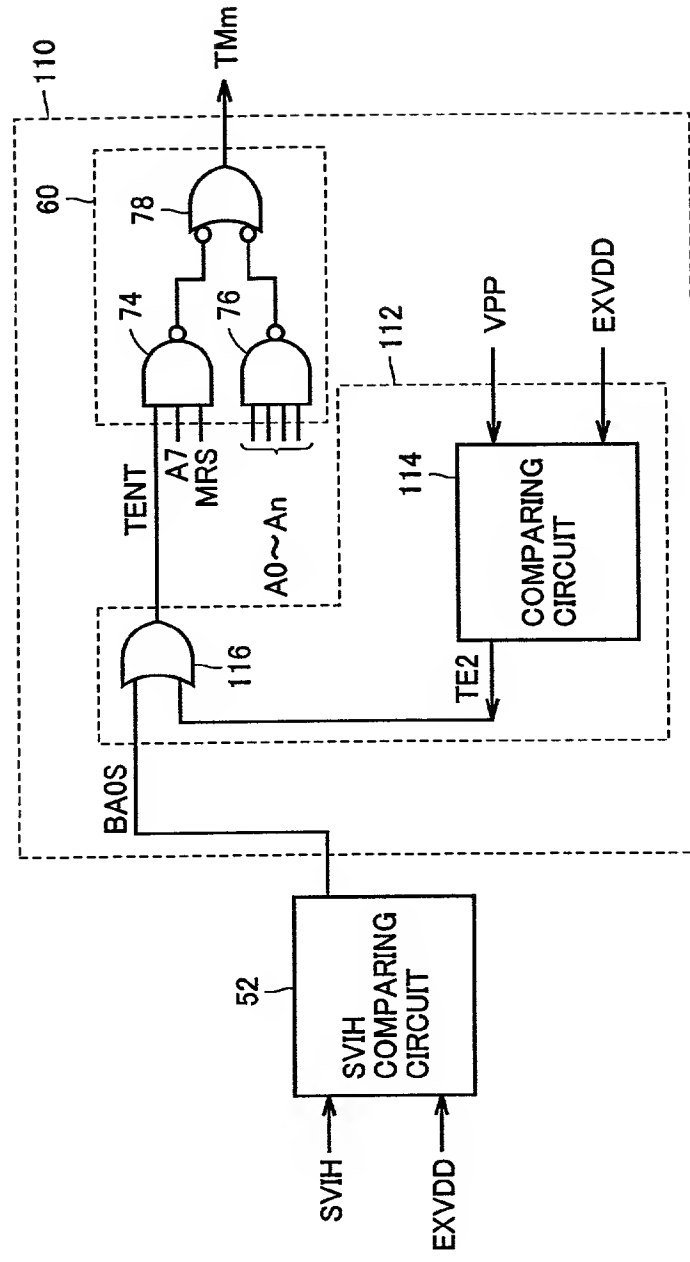 110
60
78
TMm
74
76
TENT
A7
MRS
A0~An
112
VPP
EXVDD
114
COMPARING
CIRCUIT
TE2
116
BA0S
52
SVIH
COMPARING
CIRCUIT
SVIH
EXVDD